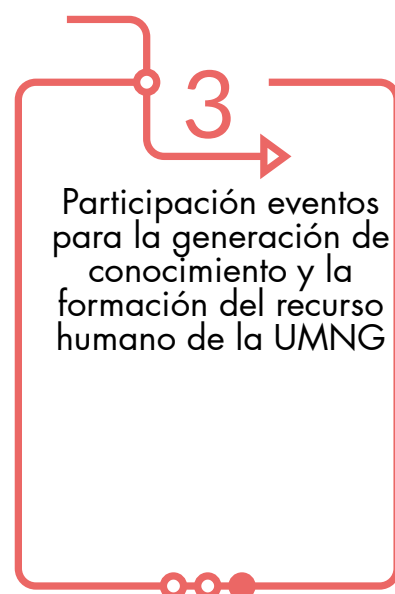 3
Participación eventos
para la generación de
conocimiento y la
formación del recurso
humano de la UMNG